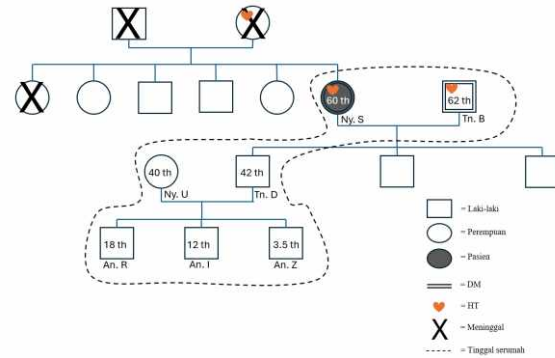 60 th
62 th
Ny. S
Tn. B
40 th
42 th
Ny. U
Tn. D
18 th
12 th
3.5 th
An. R
An. I
An. Z
= Laki-laki
= Perempuan
= Pasien
= DM
= HT
= Meninggal
= Tinggal serumah